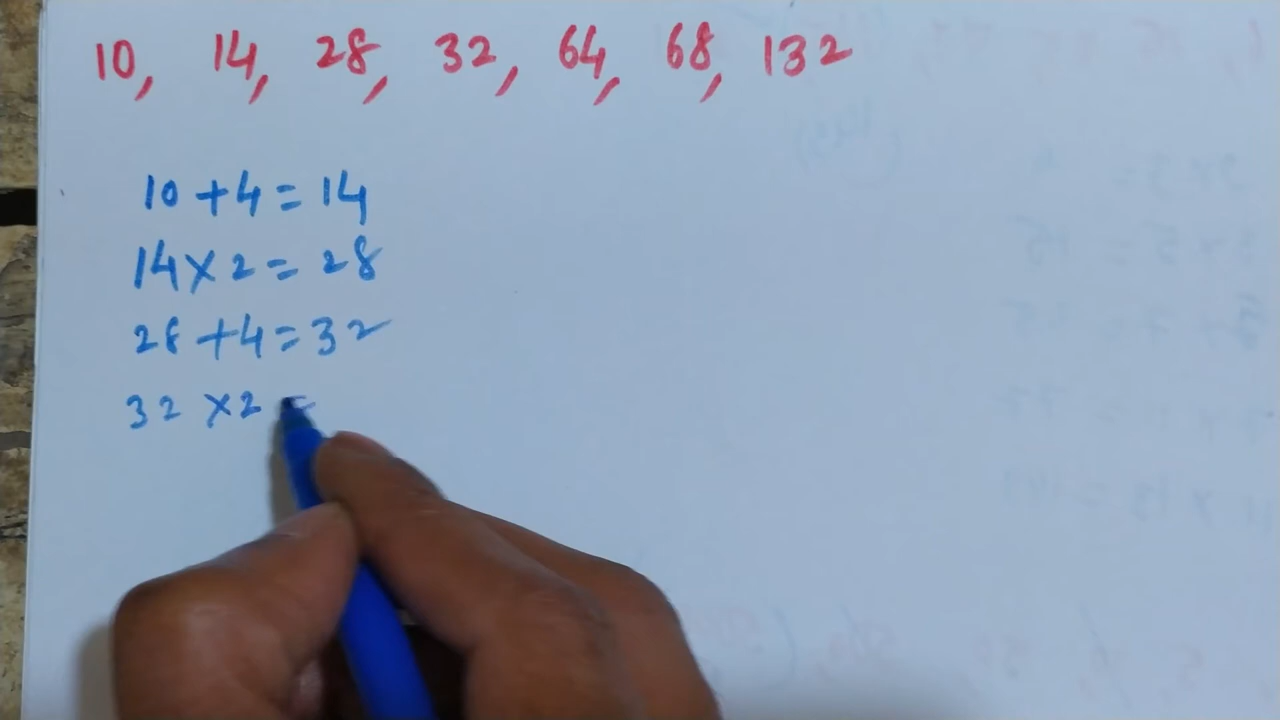 10, 14, 28, 32, 64, 68, 132
10 + 4 = 14
14 × 2 = 28
28 + 4 = 32
32 × 2 =